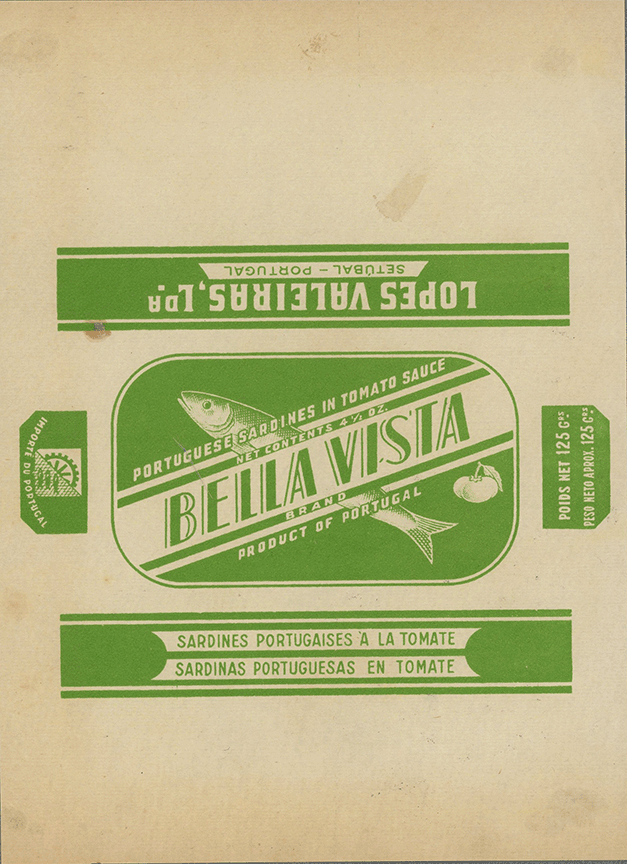 SETÚBAL – PORTUGAL
LOPES VALEIRAS, LDA.
PORTUGUESE SARDINES IN TOMATO SAUCE
NET CONTENTS 4½ OZ.
BELLA VISTA
BRAND
PRODUCT OF PORTUGAL
IMPORTÉ DU PORTUGAL
POIDS NET 125 GRS
PESO NETO APROX. 125 GRS.
SARDINES PORTUGAISES À LA TOMATE
SARDINAS PORTUGUESAS EN TOMATE